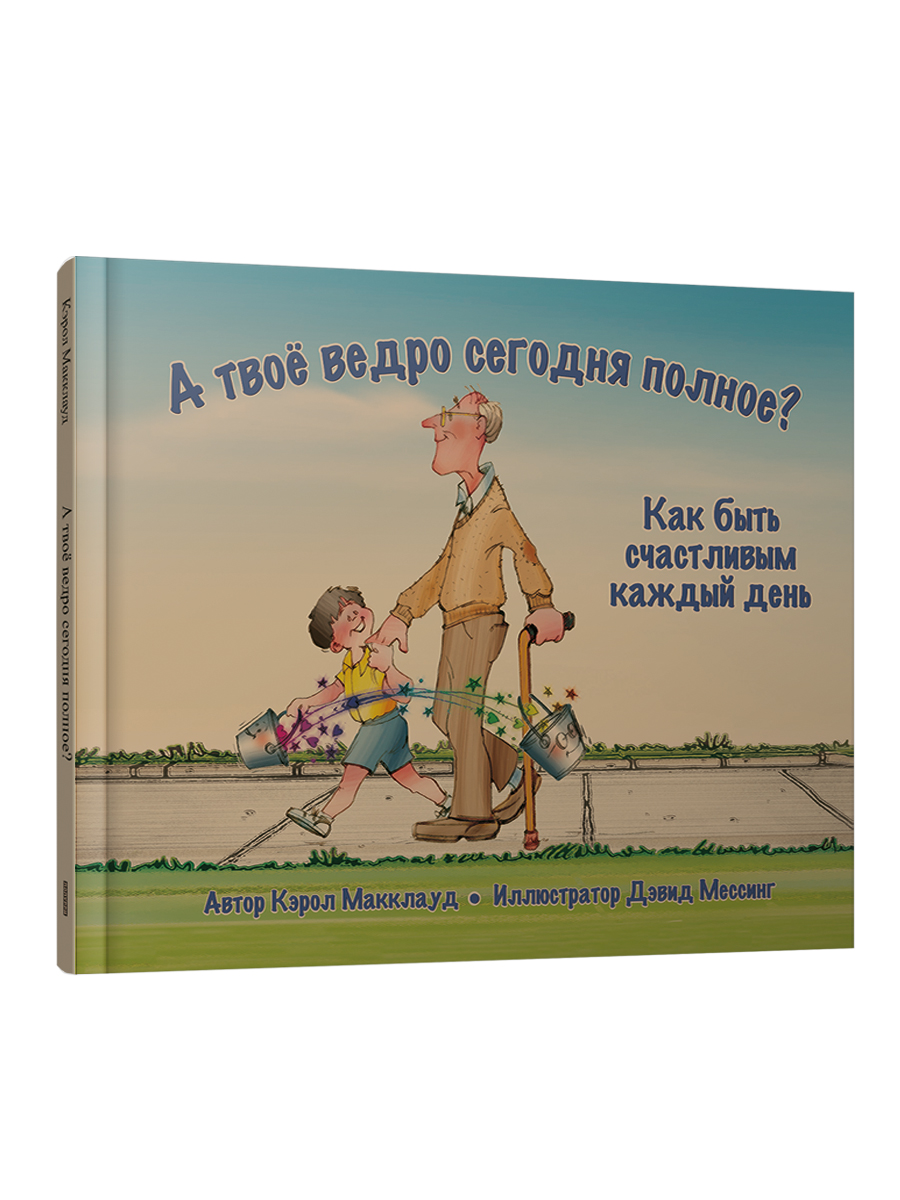 А твоё ведро сегодня полное?
Как быть
счастливым
каждый день
Автор Кэрол Макклауд • Иллюстратор Дэвид Мессинг
Кэрол Макклауд
А твоё ведро сегодня полное?